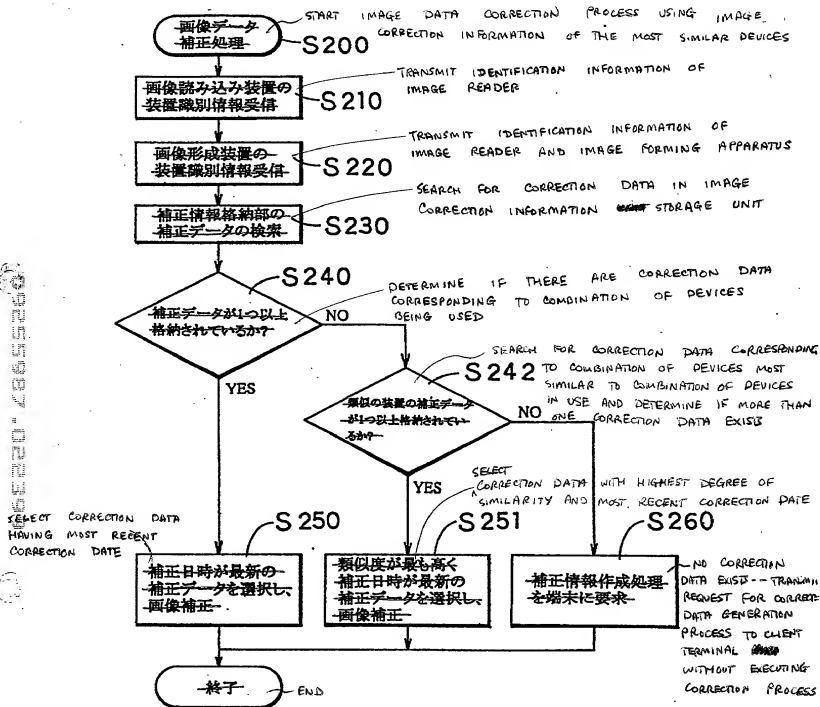 画像データ
補正処理
S200
START IMAGE DATA CORRECTION PROCESS USING IMAGE
CORRECTION INFORMATION OF THE MOST SIMILAR DEVICES
画像読み込み装置の
装置識別情報受信
S210
TRANSMIT IDENTIFICATION INFORMATION OF
IMAGE READER
画像形成装置の
装置識別情報受信
S220
TRANSMIT IDENTIFICATION INFORMATION OF
IMAGE READER AND IMAGE FORMING APPARATUS
補正情報格納部の
補正データの検索
S230
SEARCH FOR CORRECTION DATA IN IMAGE
CORRECTION INFORMATION STORAGE UNIT
S240
補正データが1つ以上
格納されているか?
DETERMINE IF THERE ARE CORRECTION DATA
CORRESPONDING TO COMBINATION OF DEVICES
BEING USED
NO
YES
S242
SEARCH FOR CORRECTION DATA CORRESPONDING
TO COMBINATION OF DEVICES MOST
SIMILAR TO COMBINATION OF DEVICES
IN USE AND DETERMINE IF MORE THAN
ONE CORRECTION DATA EXISTS
類似の装置の補正データ
が1つ以上格納されてい
るか?
NO
YES
SELECT
CORRECTION DATA WITH HIGHEST DEGREE OF
SIMILARITY AND MOST RECENT CORRECTION DATE
SELECT CORRECTION DATA
HAVING MOST RECENT
CORRECTION DATE
S250
補正日時が最新の
補正データを選択し、
画像補正
S251
類似度が最も高く
補正日時が最新の
補正データを選択し、
画像補正
S260
補正情報作成処理
を端末に要求
NO CORRECTION
DATA EXIST -- TRANSMIT
REQUEST FOR
DATA GENERATION
PROCESS TO CLIENT
TERMINAL
WITHOUT EXECUTING
CORRECTION PROCESS
終了
END